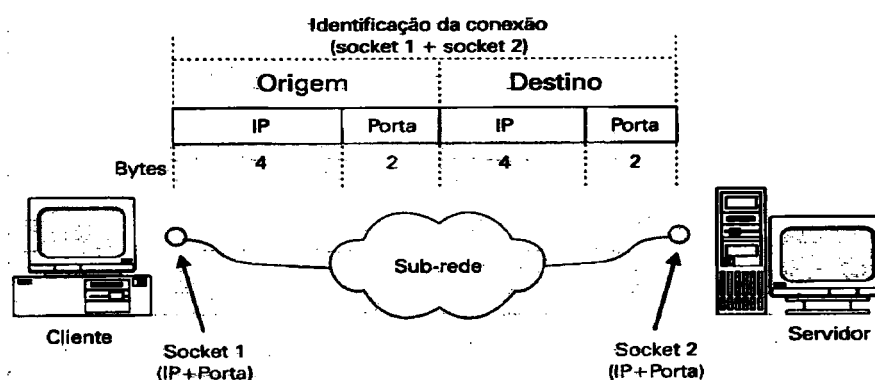 Identificação da conexão
(socket 1 + socket 2)
Origem Destino
IP Porta IP Porta
Bytes 4 2 4 2
Sub-rede
Cliente Servidor
Socket 1 Socket 2
(IP+Porta) (IP+Porta)